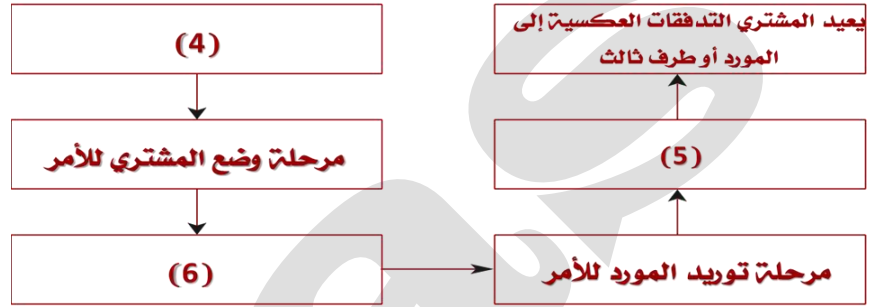 (4)
مرحلة وضع المشتري للأمر
(6)
يعيد المشتري التدفقات العكسية إلى
المورد أو طرف ثالث
(5)
مرحلة توريد المورد للأمر